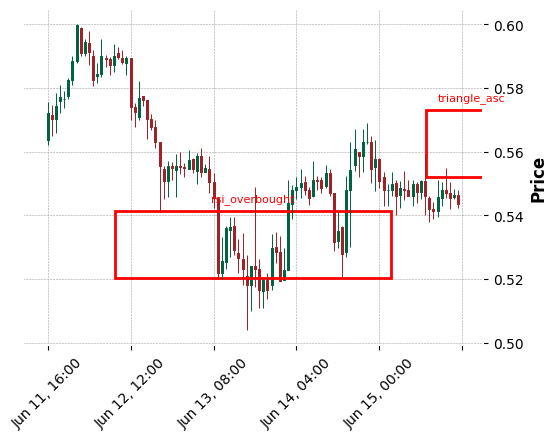 0.60
0.58
triangle_asc
0.56
rsi_overbought
0.54
0.52
0.50
Price
Jun 11, 16:00
Jun 12, 12:00
Jun 13, 08:00
Jun 14, 04:00
Jun 15, 00:00